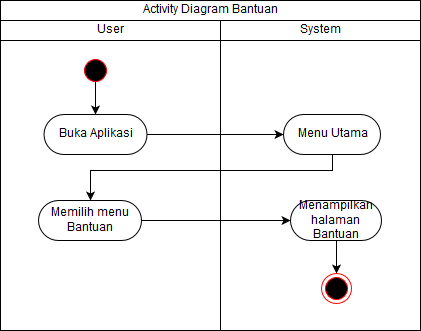 Activity Diagram Bantuan
User
System
Buka Aplikasi
Menu Utama
Memilih menu
Bantuan
Menampilkan
halaman
Bantuan